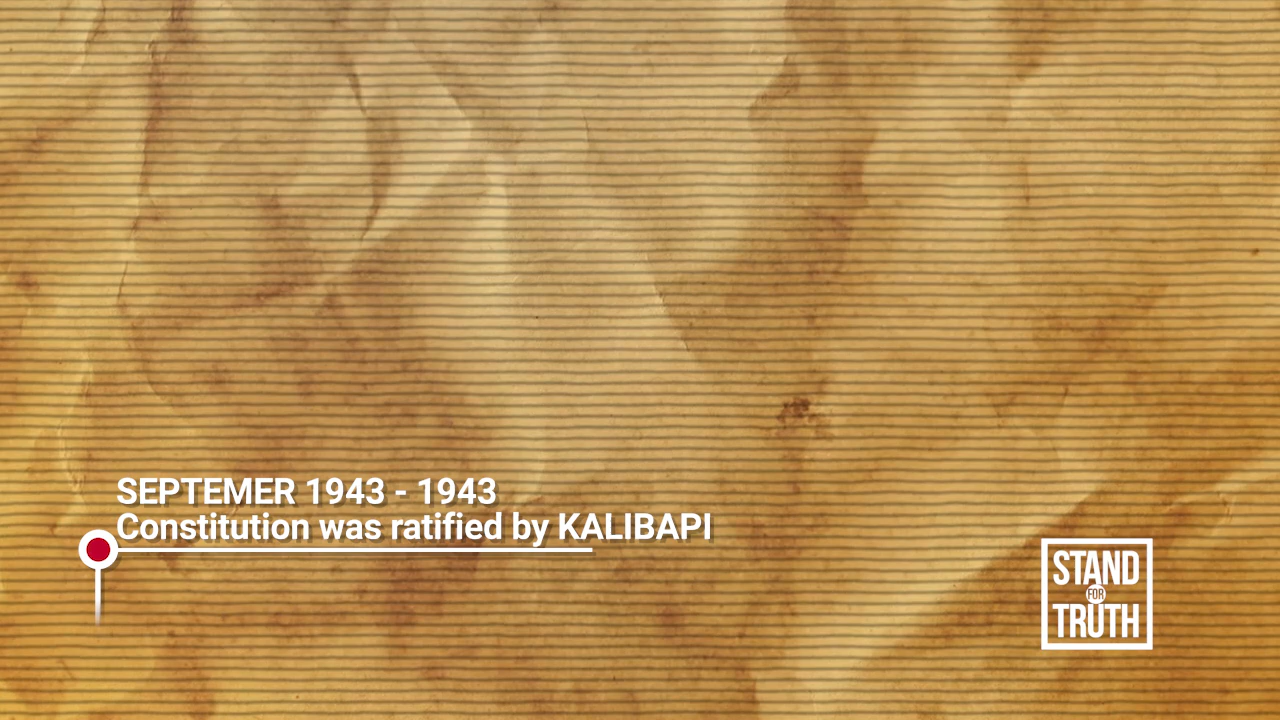 SEPTEMER 1943 - 1943
Constitution was ratified by KALIBAPI
STAND
FOR
TRUTH